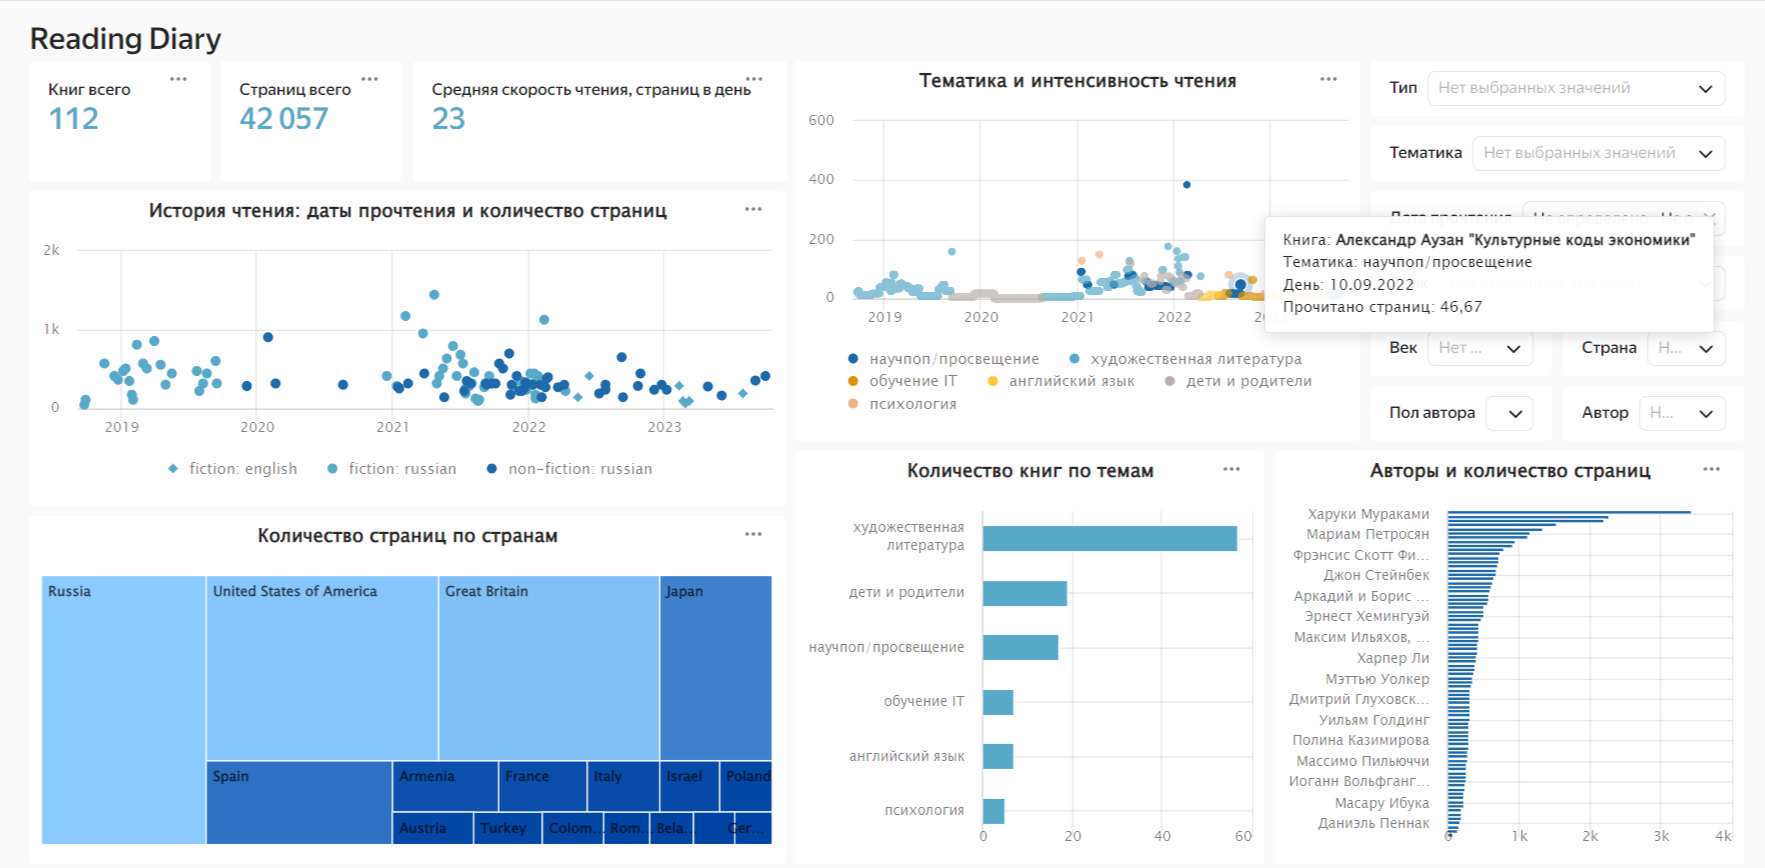 Reading Diary
Книг всего
112
Страниц всего
42 057
Средняя скорость чтения, страниц в день
23
История чтения: даты прочтения и количество страниц
2k
1k
0
2019
2020
2021
2022
2023
fiction: english
fiction: russian
non-fiction: russian
Количество страниц по странам
Russia
United States of America
Great Britain
Japan
Spain
Armenia
France
Italy
Israel
Poland
Austria
Turkey
Colom...
Rom...
Bela...
Ger...
Тематика и интенсивность чтения
600
400
200
0
2019
2020
2021
2022
Книга: Александр Аузан "Культурные коды экономики"
Тематика: научпоп/просвещение
День: 10.09.2022
Прочитано страниц: 46,67
научпоп/просвещение
художественная литература
обучение IT
английский язык
дети и родители
психология
Тип
Нет выбранных значений
Тематика
Нет выбранных значений
Век
Нет ...
Страна
Н...
Пол автора
Автор
Н...
Количество книг по темам
художественная
литература
дети и родители
научпоп/просвещение
обучение IT
английский язык
психология
0
20
40
60
Авторы и количество страниц
Харуки Мураками
Мариам Петросян
Фрэнсис Скотт Фи...
Джон Стейнбек
Аркадий и Борис ...
Эрнест Хемингуэй
Максим Ильяхов, ...
Харпер Ли
Мэттью Уолкер
Дмитрий Глуховск...
Уильям Голдинг
Полина Казимирова
Массимо Пильюччи
Иоганн Вольфганг...
Масару Ибука
Даниэль Пеннак
0
1k
2k
3k
4k